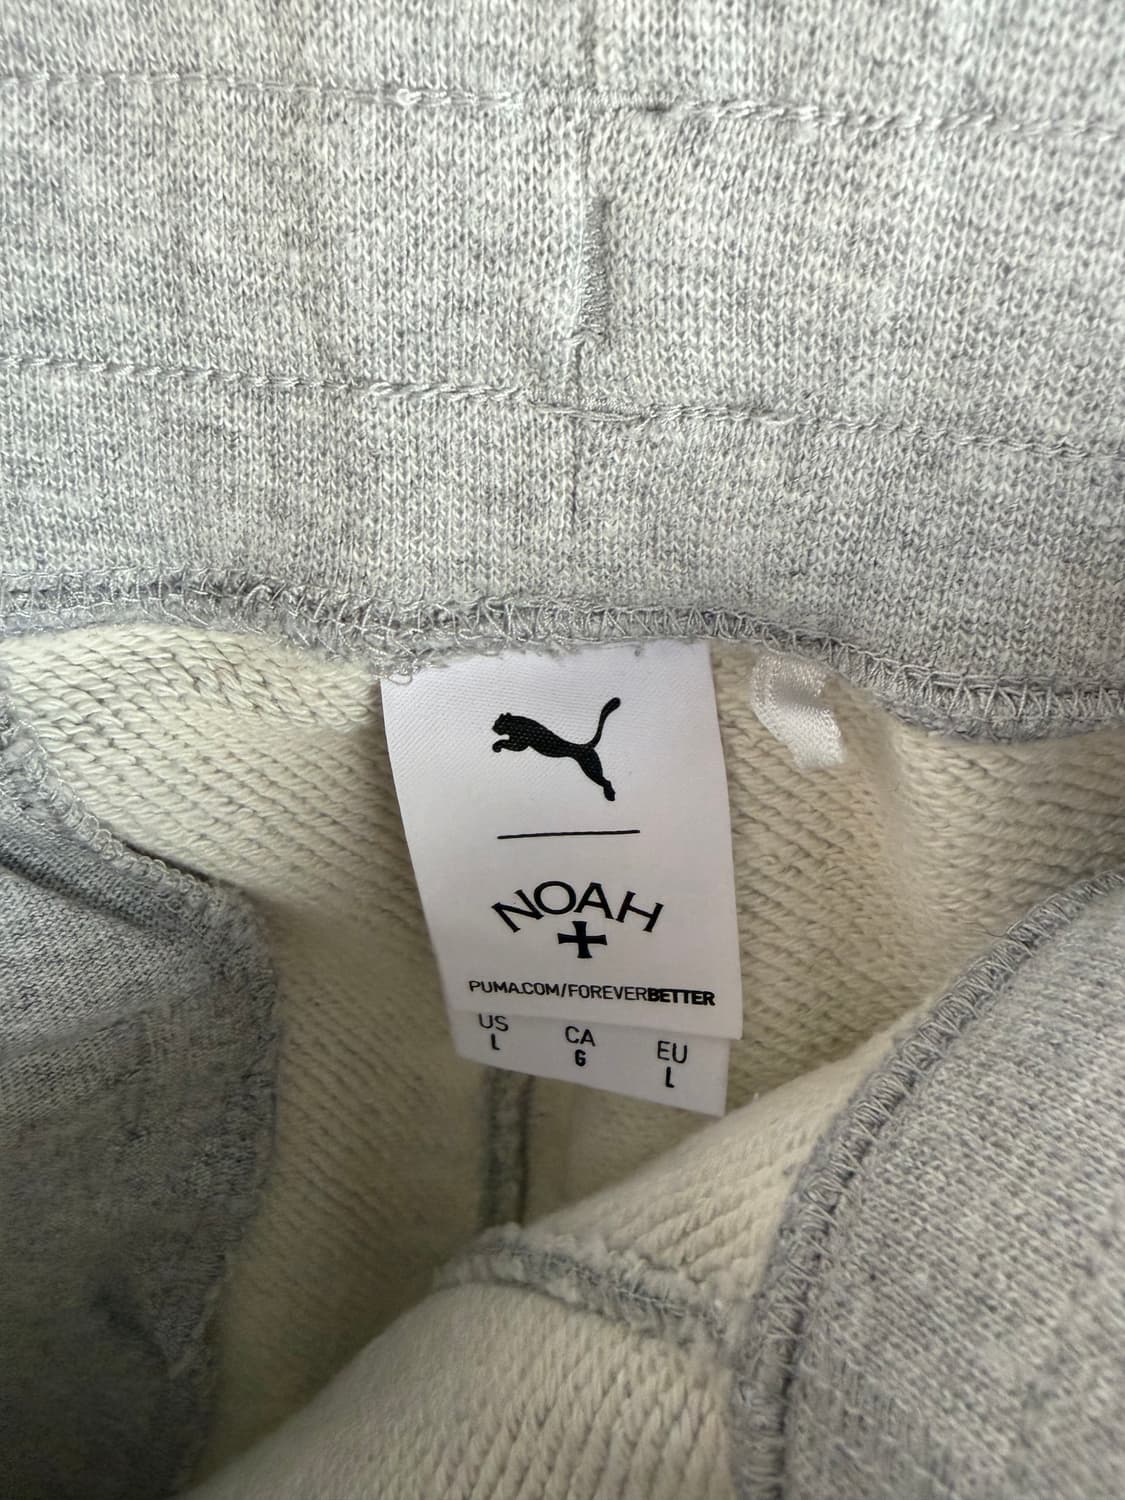 NOAH
PUMA.COM/FOREVERBETTER
US CA EU
L G L